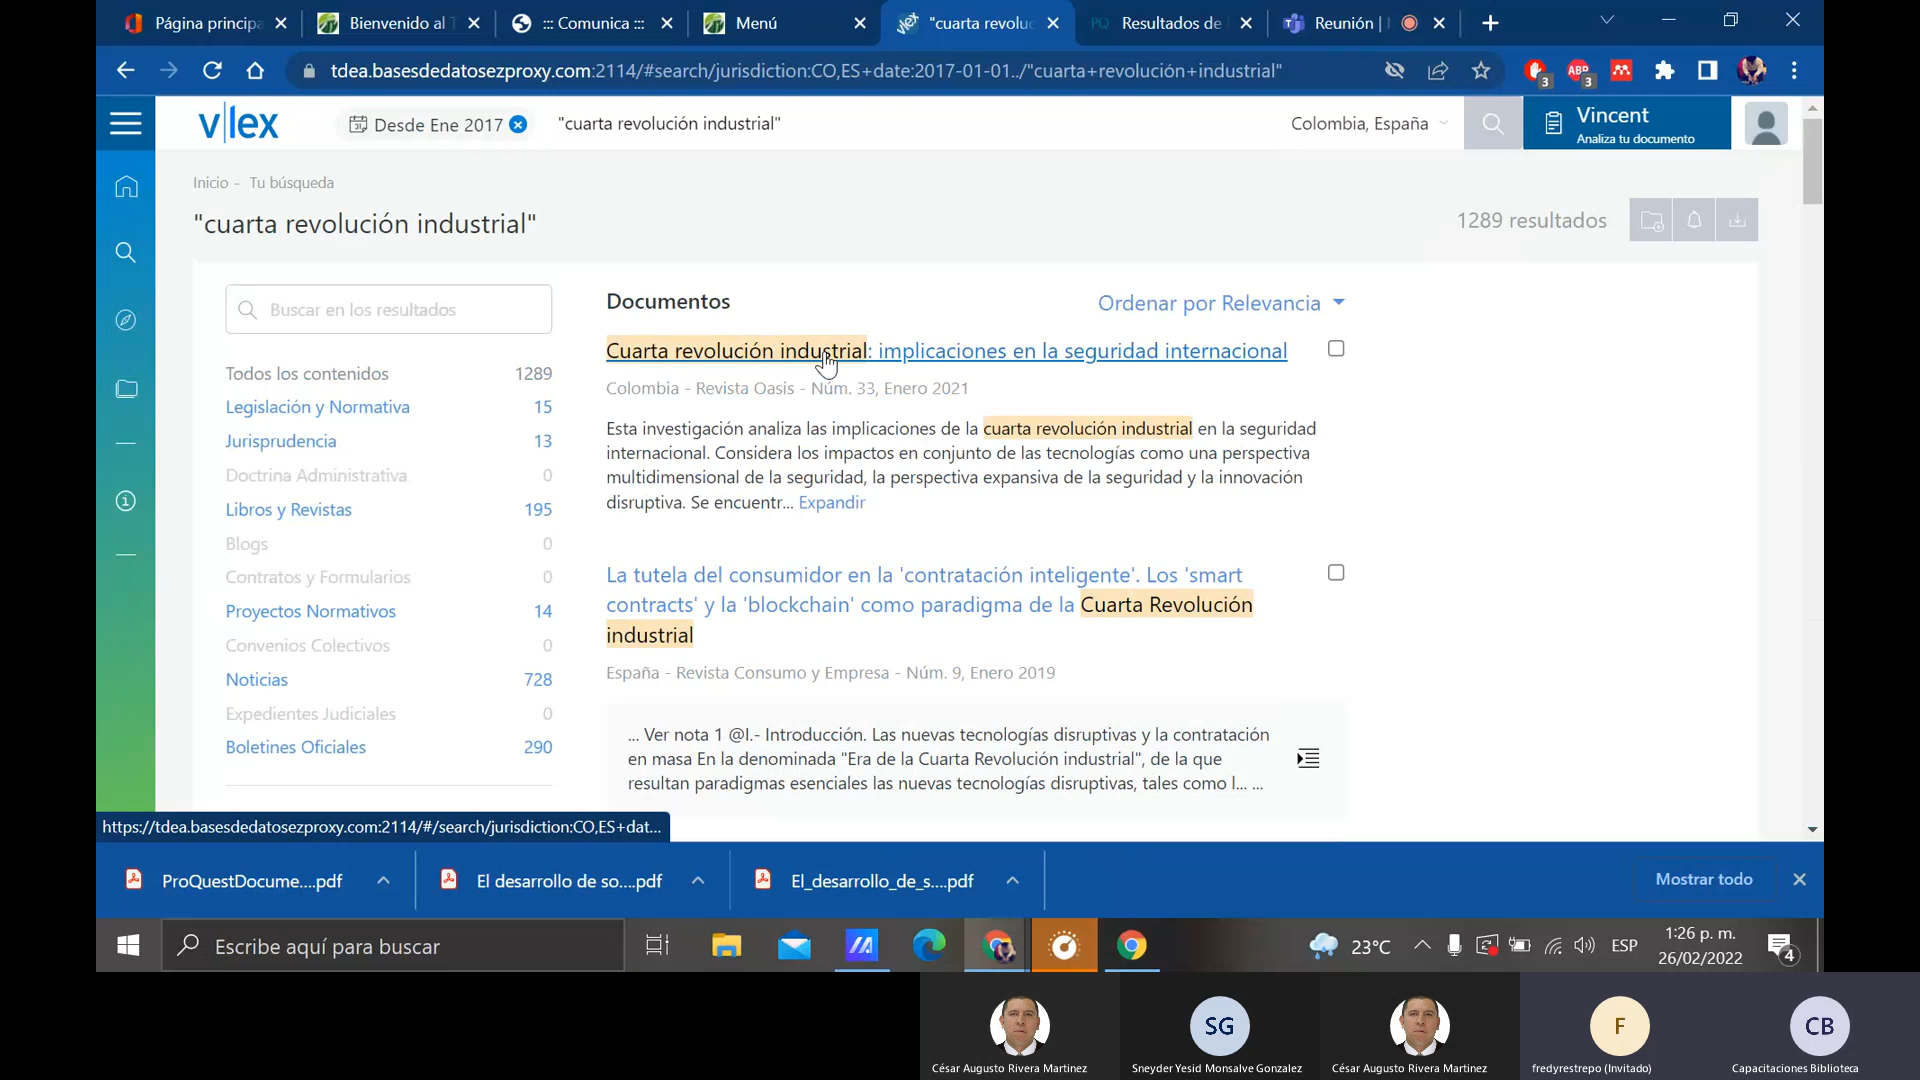 Página principa
Bienvenido al T
::: Comunica :::
Menú
"cuarta revoluc
PQ
Resultados de
Reunión |
tdea.basesdedatosezproxy.com:2114/#search/jurisdiction:CO,ES+date:2017-01-01../"cuarta+revolución+industrial"
3
ABP
3
v|lex
Desde Ene 2017
"cuarta revolución industrial"
Colombia, España
Vincent
Analiza tu documento
Inicio - Tu búsqueda
"cuarta revolución industrial"
1289 resultados
Buscar en los resultados
Todos los contenidos 1289
Legislación y Normativa 15
Jurisprudencia 13
Doctrina Administrativa 0
Libros y Revistas 195
Blogs 0
Contratos y Formularios 0
Proyectos Normativos 14
Convenios Colectivos 0
Noticias 728
Expedientes Judiciales 0
Boletines Oficiales 290
Documentos
Ordenar por Relevancia
Cuarta revolución industrial: implicaciones en la seguridad internacional
Colombia - Revista Oasis - Núm. 33, Enero 2021
Esta investigación analiza las implicaciones de la cuarta revolución industrial en la seguridad
internacional. Considera los impactos en conjunto de las tecnologías como una perspectiva
multidimensional de la seguridad, la perspectiva expansiva de la seguridad y la innovación
disruptiva. Se encuentr... Expandir
La tutela del consumidor en la 'contratación inteligente'. Los 'smart
contracts' y la 'blockchain' como paradigma de la Cuarta Revolución
industrial
España - Revista Consumo y Empresa - Núm. 9, Enero 2019
... Ver nota 1 @I.- Introducción. Las nuevas tecnologías disruptivas y la contratación
en masa En la denominada "Era de la Cuarta Revolución industrial", de la que
resultan paradigmas esenciales las nuevas tecnologías disruptivas, tales como l... ...
https://tdea.basesdedatosezproxy.com:2114/#/search/jurisdiction:CO,ES+dat...
ProQuestDocume....pdf
El desarrollo de so....pdf
El_desarrollo_de_s....pdf
Mostrar todo
Escribe aquí para buscar
23°C
ESP
1:26 p. m.
26/02/2022
4
SG
F
CB
César Augusto Rivera Martinez
Sneyder Yesid Monsalve Gonzalez
César Augusto Rivera Martinez
fredyrestrepo (Invitado)
Capacitaciones Biblioteca